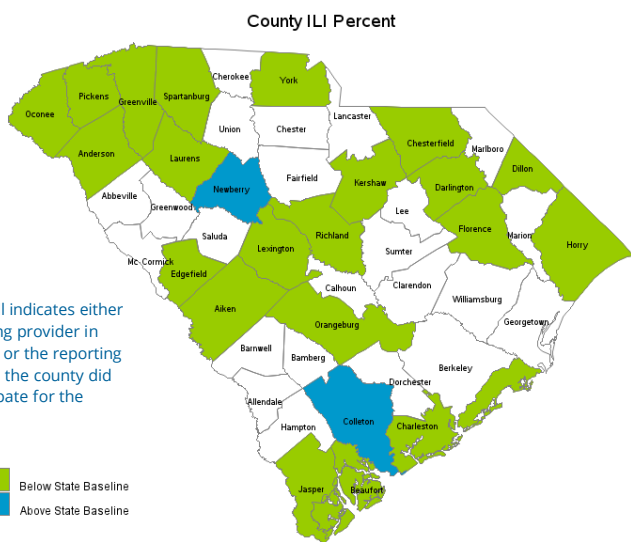 County ILI Percent
Cherokee
York
Oconee
Pickens
Greenville
Spartanburg
Union
Chester
Lancaster
Chesterfield
Marlboro
Dillon
Anderson
Laurens
Newberry
Fairfield
Kershaw
Darlington
Abbeville
Greenwood
Saluda
Lee
Florence
Marion
Horry
Mc Cormick
Edgefield
Lexington
Richland
Sumter
Calhoun
Clarendon
Williamsburg
Georgetown
Aiken
Orangeburg
Barnwell
Bamberg
Berkeley
Dorchester
Allendale
Hampton
Colleton
Charleston
Jasper
Beaufort
l indicates either
ng provider in
or the reporting
the county did
pate for the
Below State Baseline
Above State Baseline